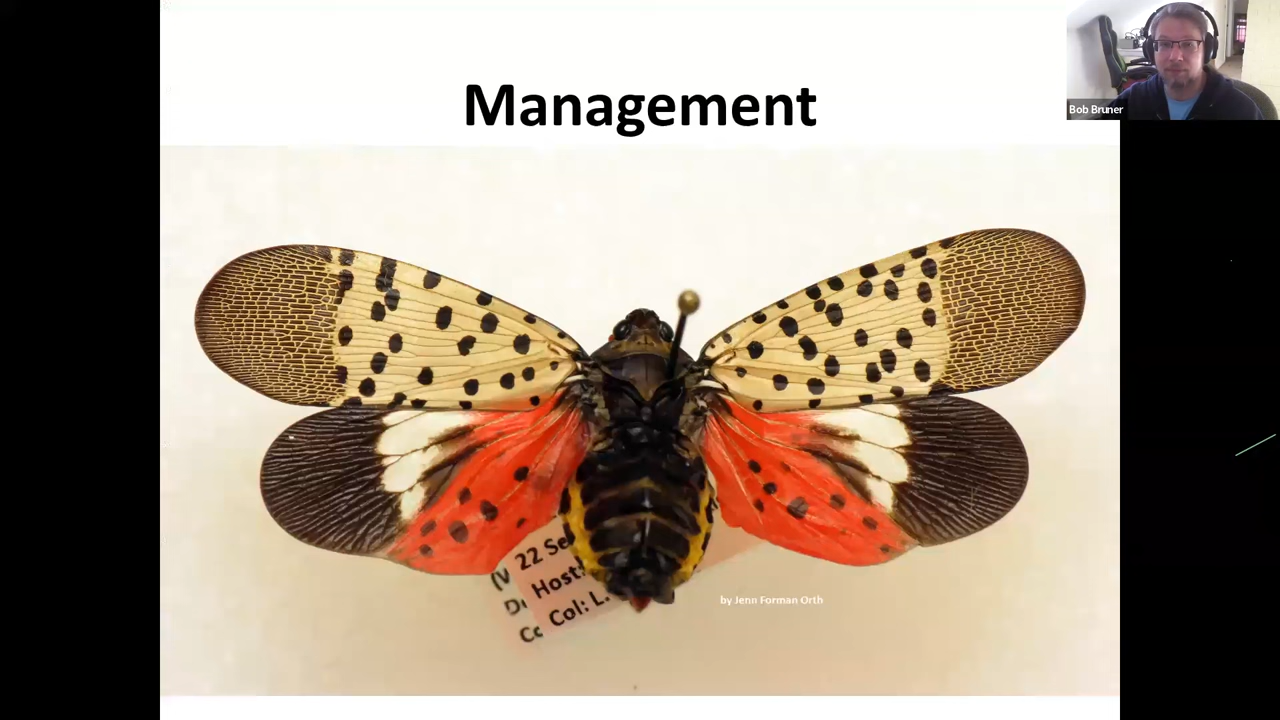 Management
Bob Bruner
22 Se
Host:
Col: L.
by Jenn Forman Orth